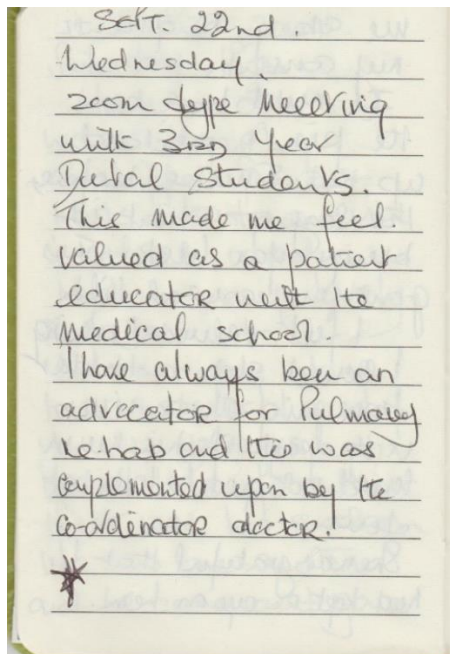 Sept. 22nd.
Wednesday.
zoom type meeting
with 3RD year
Students.
This made me feel
valued as a patient
educator with the
medical school.
I have always been an
advocator for Pulmonary
Re-hab and this was
complemented upon by the
co-ordinator doctor.